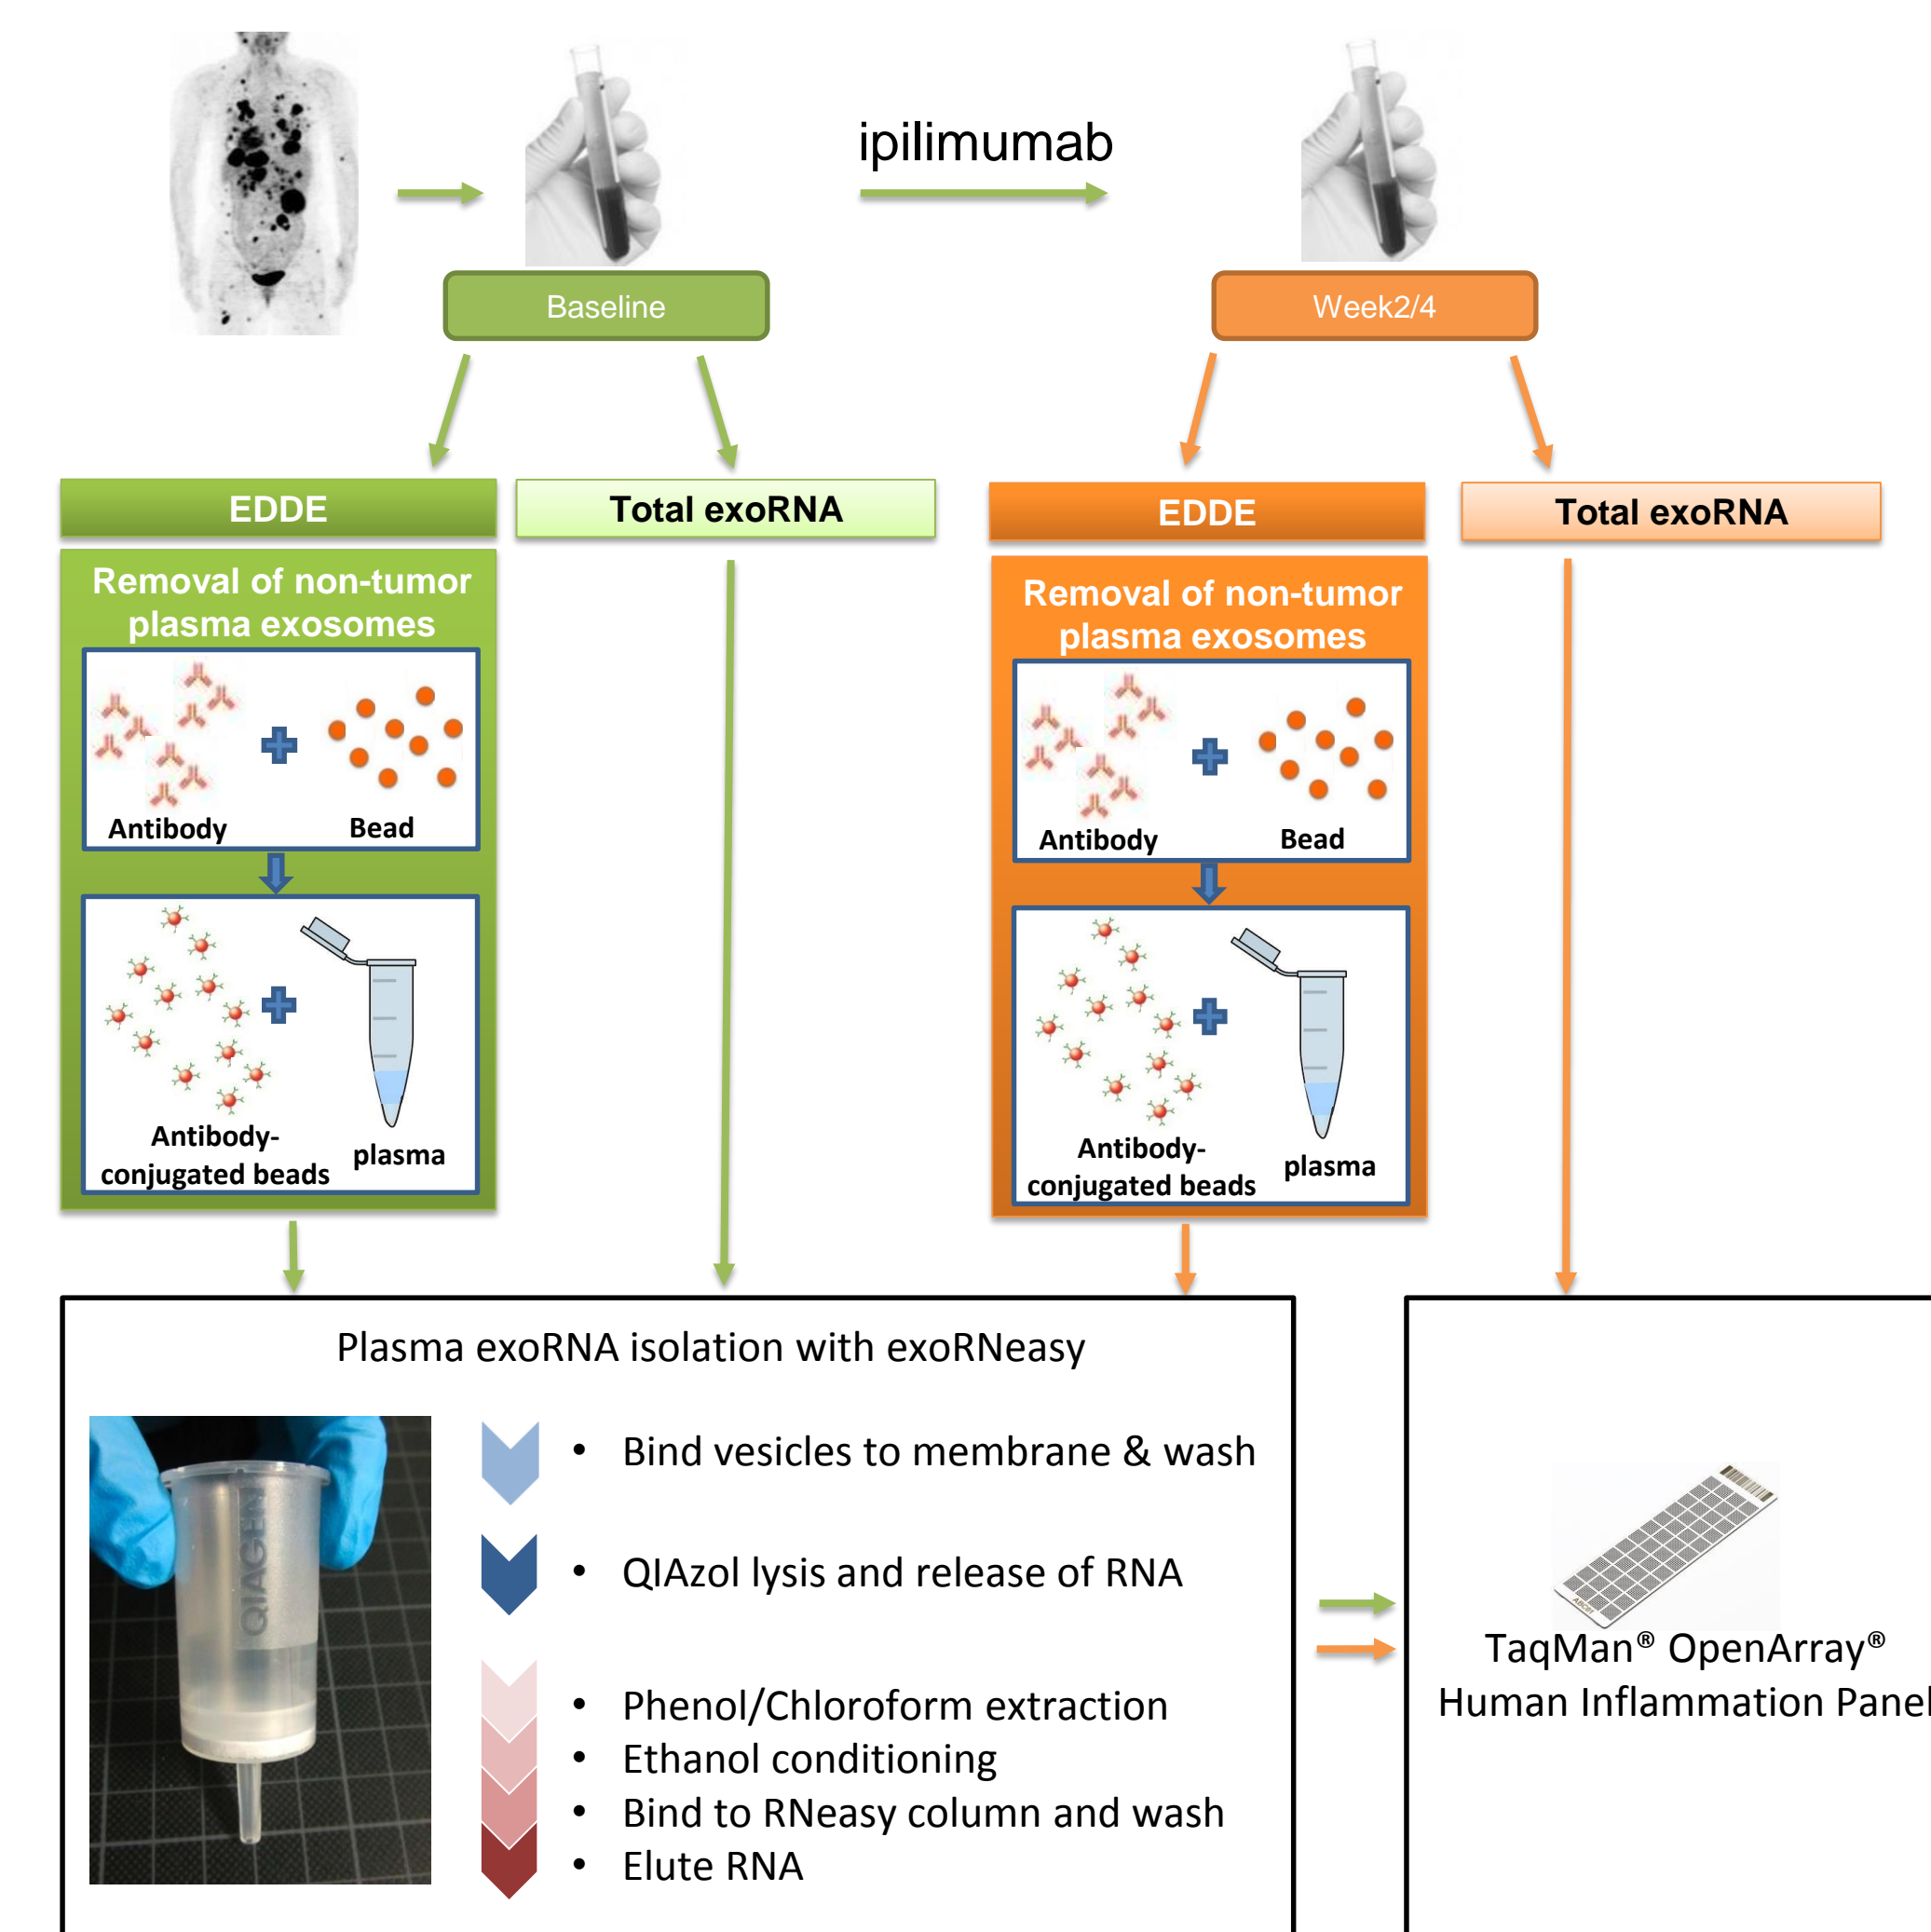 ipilimumab
Baseline
Week2/4
EDDE
Total exoRNA
EDDE
Total exoRNA
Removal of non-tumor
plasma exosomes
Antibody
Bead
Antibody-
conjugated beads
plasma
Removal of non-tumor
plasma exosomes
Antibody
Bead
Antibody-
conjugated beads
plasma
Plasma exoRNA isolation with exoRNeasy
QIAGEN
• Bind vesicles to membrane & wash
• QIAzol lysis and release of RNA
• Phenol/Chloroform extraction
• Ethanol conditioning
• Bind to RNeasy column and wash
• Elute RNA
ABC01
TaqMan® OpenArray®
Human Inflammation Panel